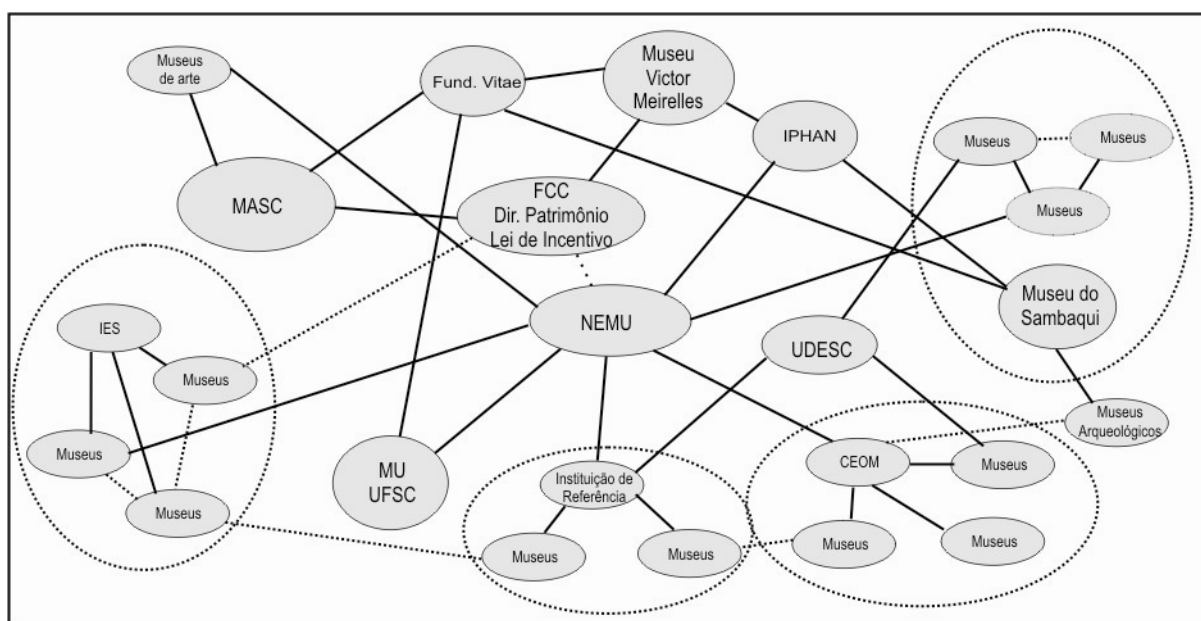 Museus
de arte
Fund. Vitae
Museu
Victor
Meirelles
IPHAN
Museus
Museus
Museus
MASC
FCC
Dir. Patrimônio
Lei de Incentivo
NEMU
Museu do
Sambaqui
IES
UDESC
Museus
Museus
Museus
MU
UFSC
Museus
Arqueológicos
CEOM
Museus
Instituição de
Referência
Museus
Museus
Museus
Museus